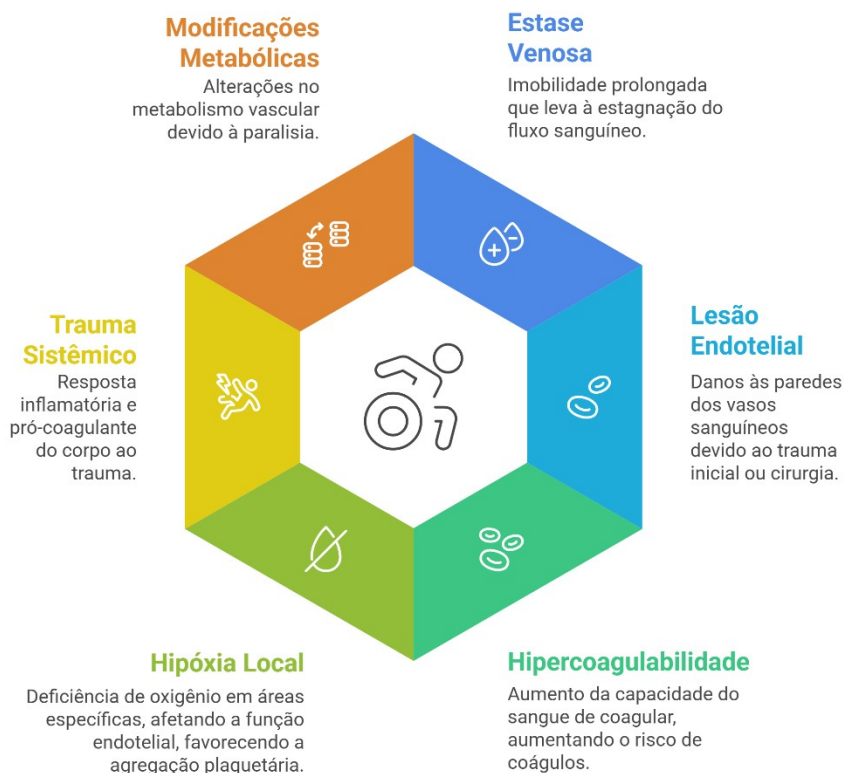 Modificações
Metabólicas
Alterações no
metabolismo vascular
devido à paralisia.
Estase
Venosa
Imobilidade prolongada
que leva à estagnação do
fluxo sanguíneo.
Trauma
Sistêmico
Resposta
inflamatória e
pró-coagulante
do corpo ao
trauma.
Lesão
Endotelial
Danos às paredes
dos vasos
sanguíneos
devido ao trauma
inicial ou cirurgia.
Hipóxia Local
Deficiência de oxigênio em áreas
específicas, afetando a função
endotelial, favorecendo a
agregação plaquetária.
Hipercoagulabilidade
Aumento da capacidade do
sangue de coagular,
aumentando o risco de
coágulos.